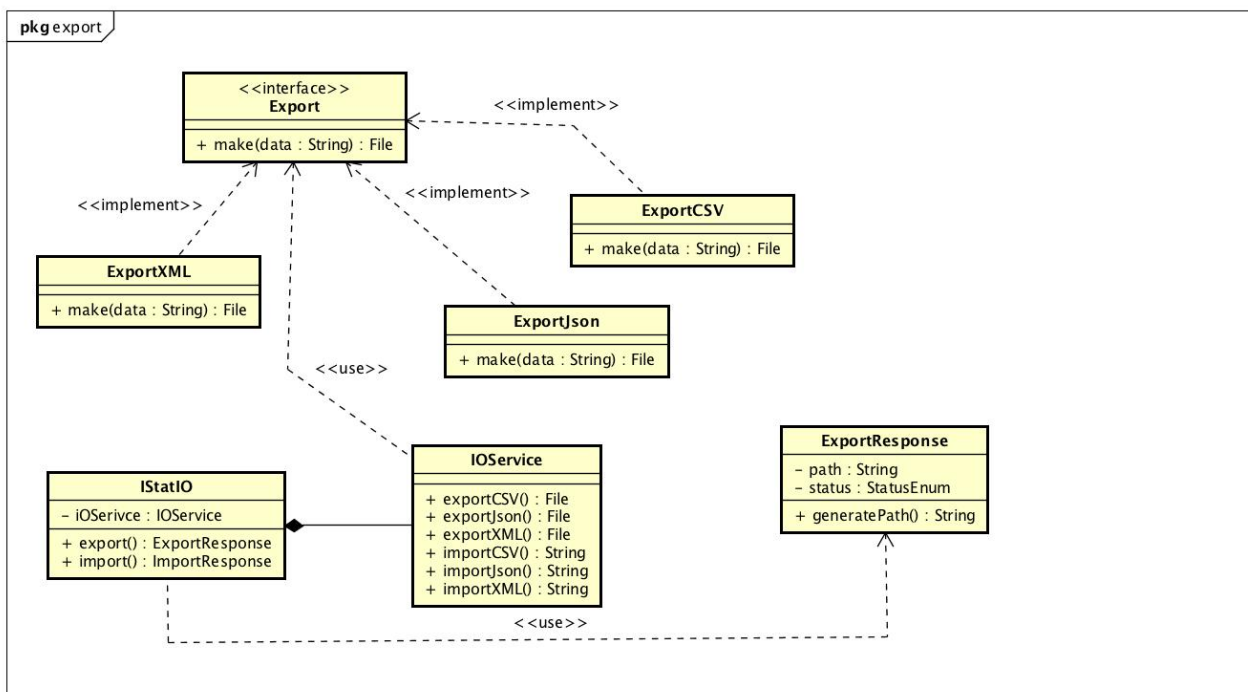 pkg export
<<interface>>
Export
+ make(data : String) : File
<<implement>>
<<implement>>
<<implement>>
ExportCSV
+ make(data : String) : File
ExportXML
+ make(data : String) : File
ExportJson
+ make(data : String) : File
<<use>>
IOService
+ exportCSV() : File
+ exportJson() : File
+ exportXML() : File
+ importCSV() : String
+ importJson() : String
+ importXML() : String
ExportResponse
- path : String
- status : StatusEnum
+ generatePath() : String
IStatIO
- iOSerivce : IOService
+ export() : ExportResponse
+ import() : ImportResponse
<<use>>